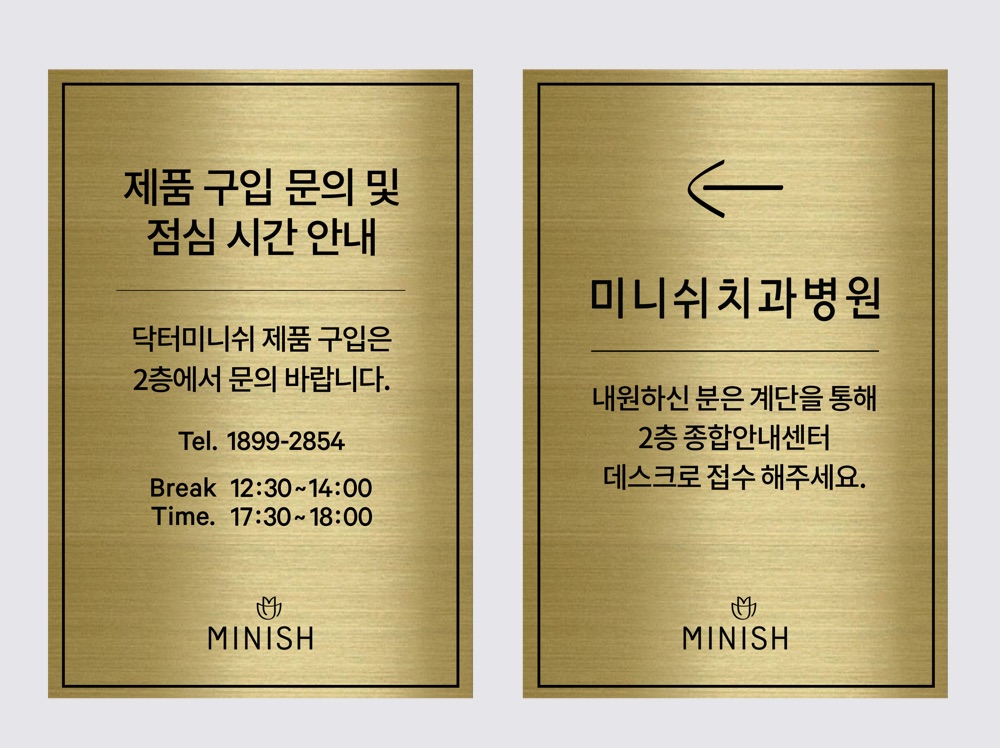 제품 구입 문의 및
점심 시간 안내
닥터미니쉬 제품 구입은
2층에서 문의 바랍니다.
Tel. 1899-2854
Break 12:30~14:00
Time. 17:30~18:00
MINISH
미니쉬치과병원
내원하신 분은 계단을 통해
2층 종합안내센터
데스크로 접수 해주세요.
MINISH